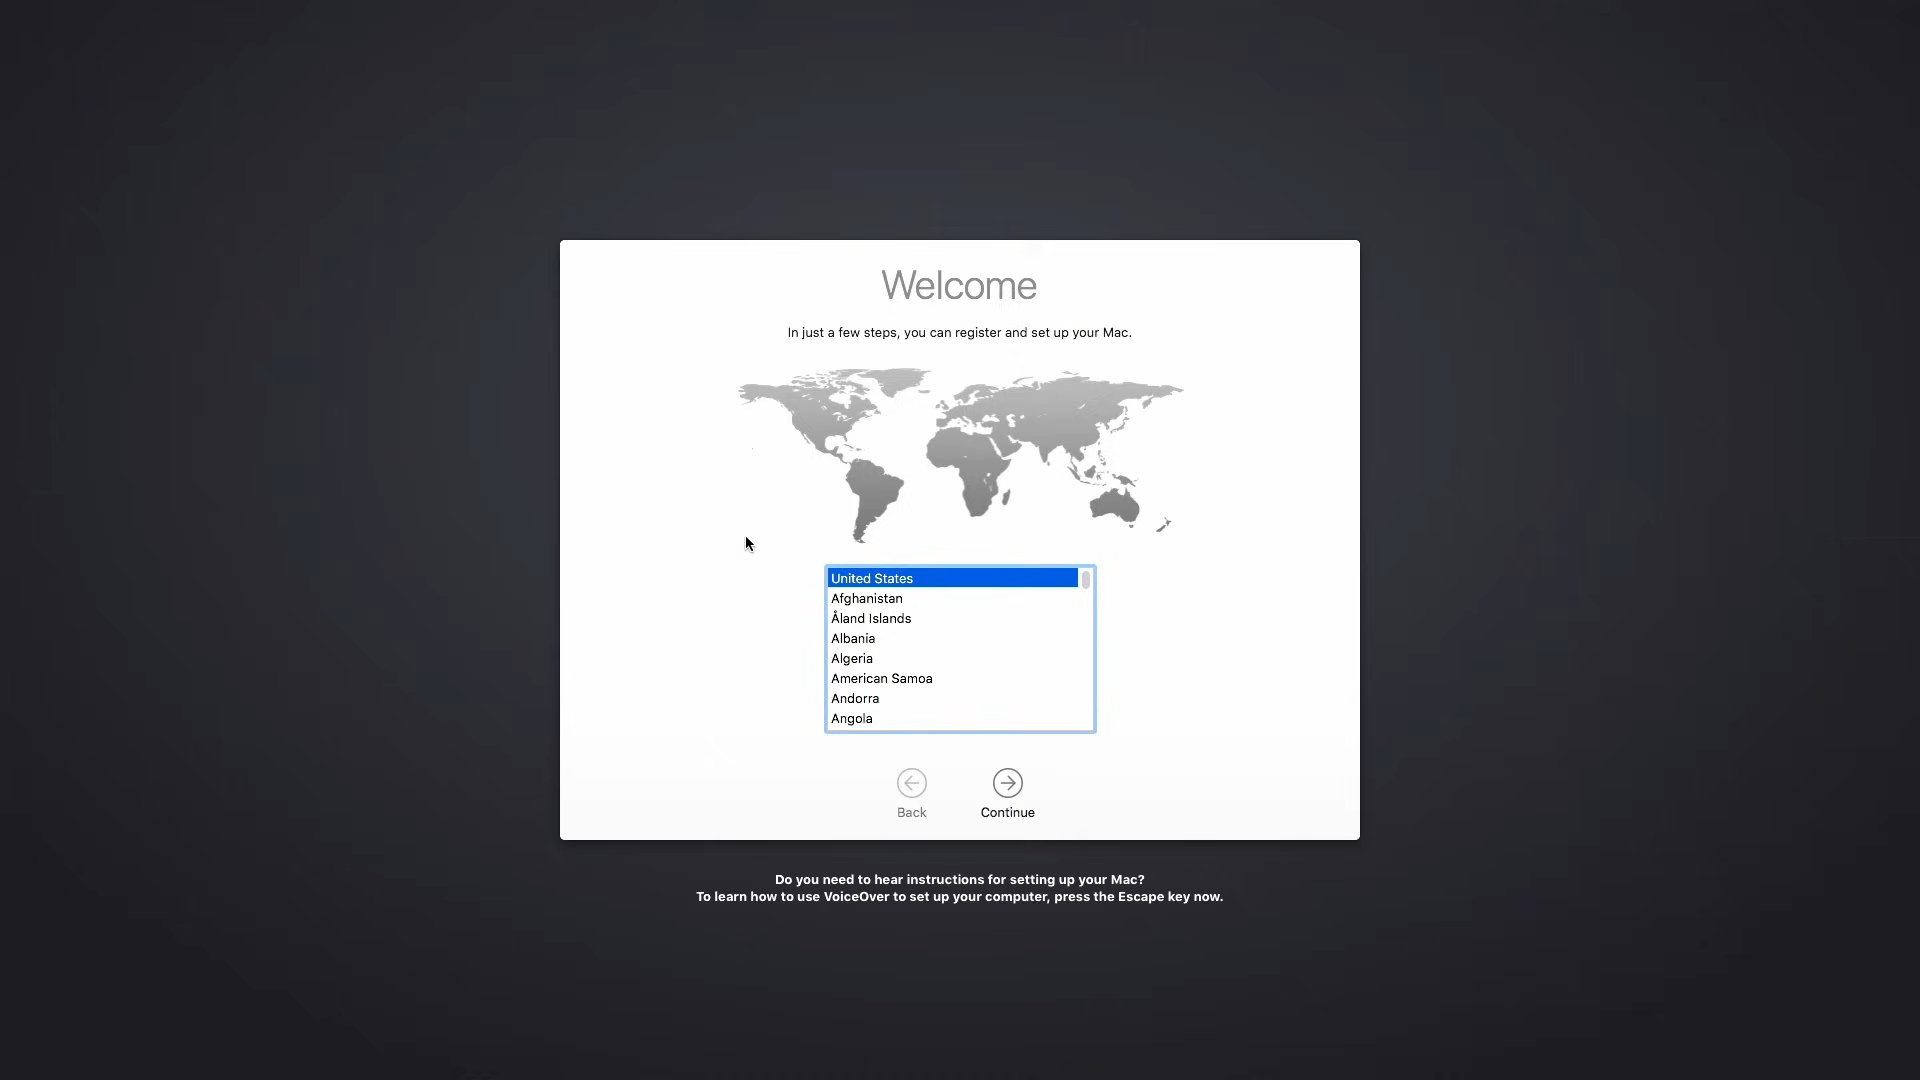 Welcome
In just a few steps, you can register and set up your Mac.
United States
Afghanistan
Åland Islands
Albania
Algeria
American Samoa
Andorra
Angola
Back
Continue
Do you need to hear instructions for setting up your Mac?
To learn how to use VoiceOver to set up your computer, press the Escape key now.